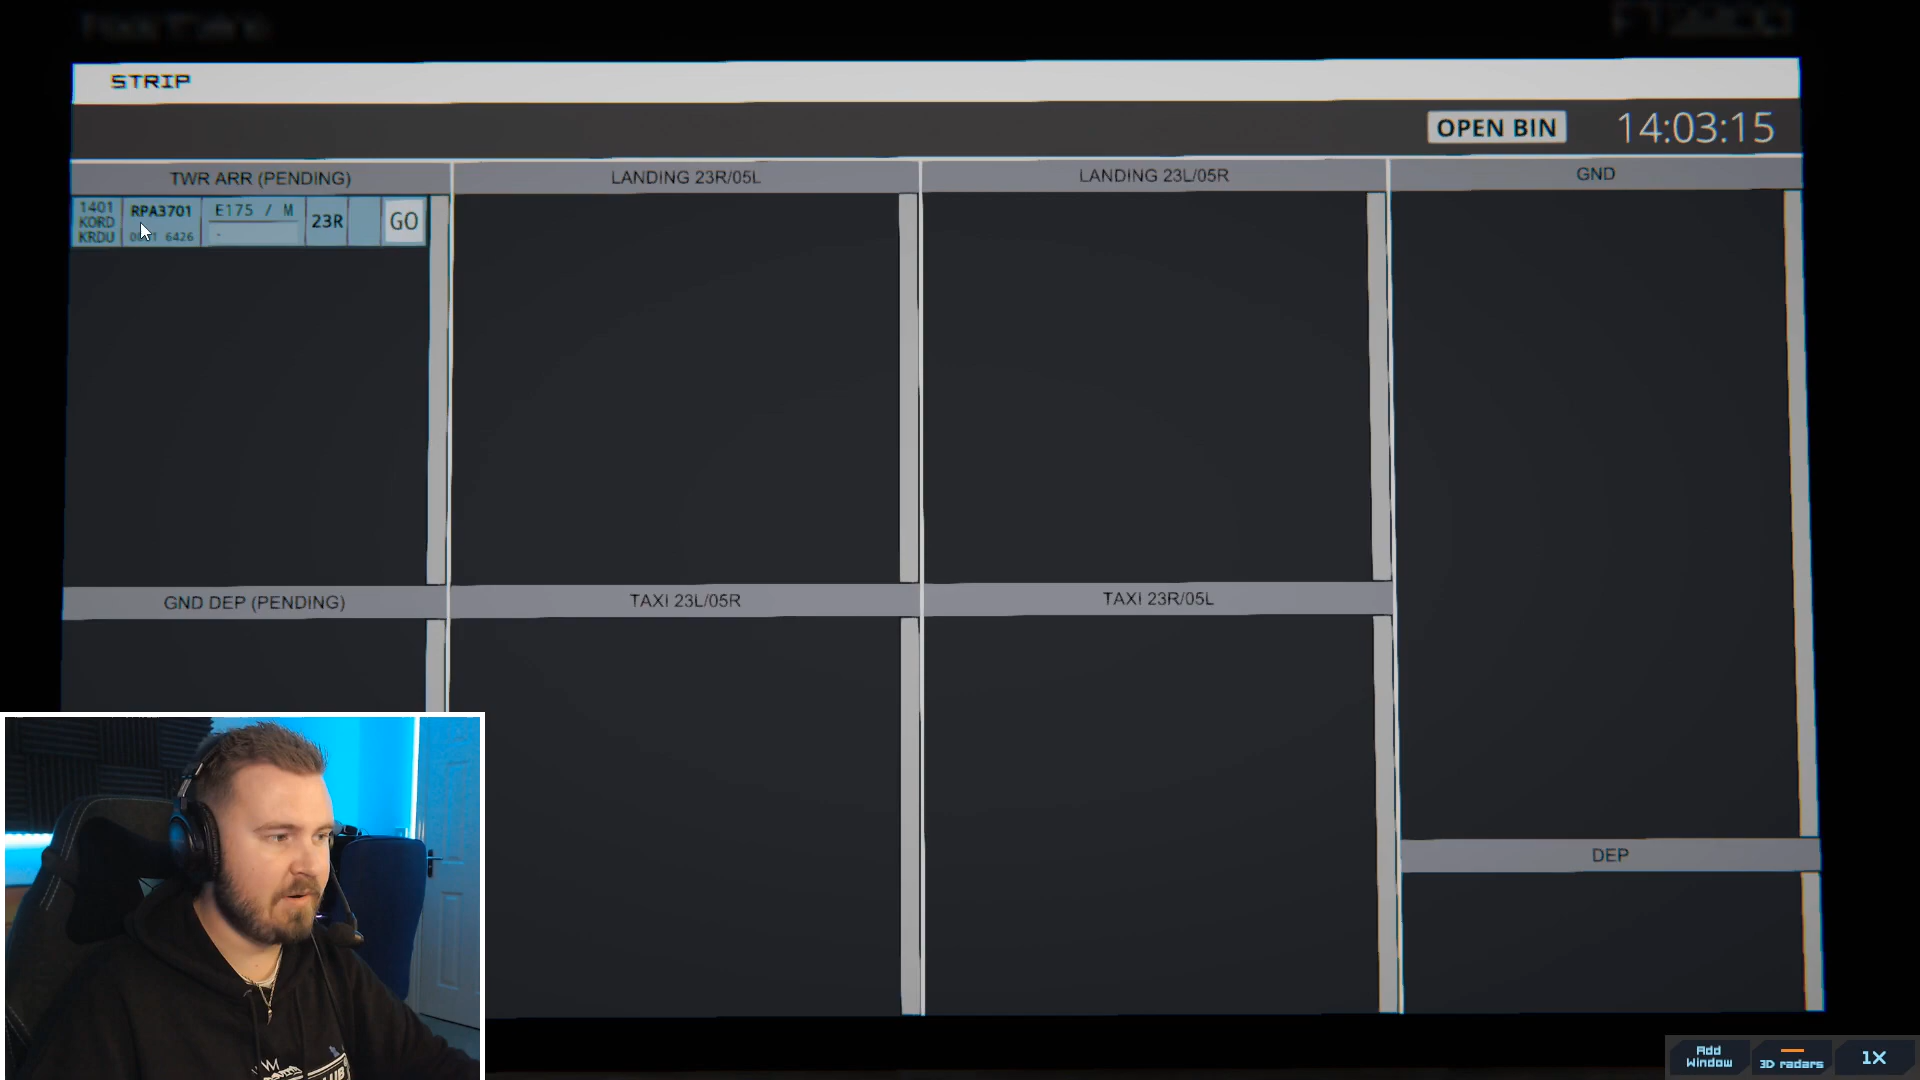 STRIP
OPEN BIN 14:03:15
TWR ARR (PENDING) LANDING 23R/05L LANDING 23L/05R GND
1401 KORD KRDU RPA3701 6426 E175 / M - 23R GO
GND DEP (PENDING) TAXI 23L/05R TAXI 23R/05L
DEP
Add Window 3D radars 1X